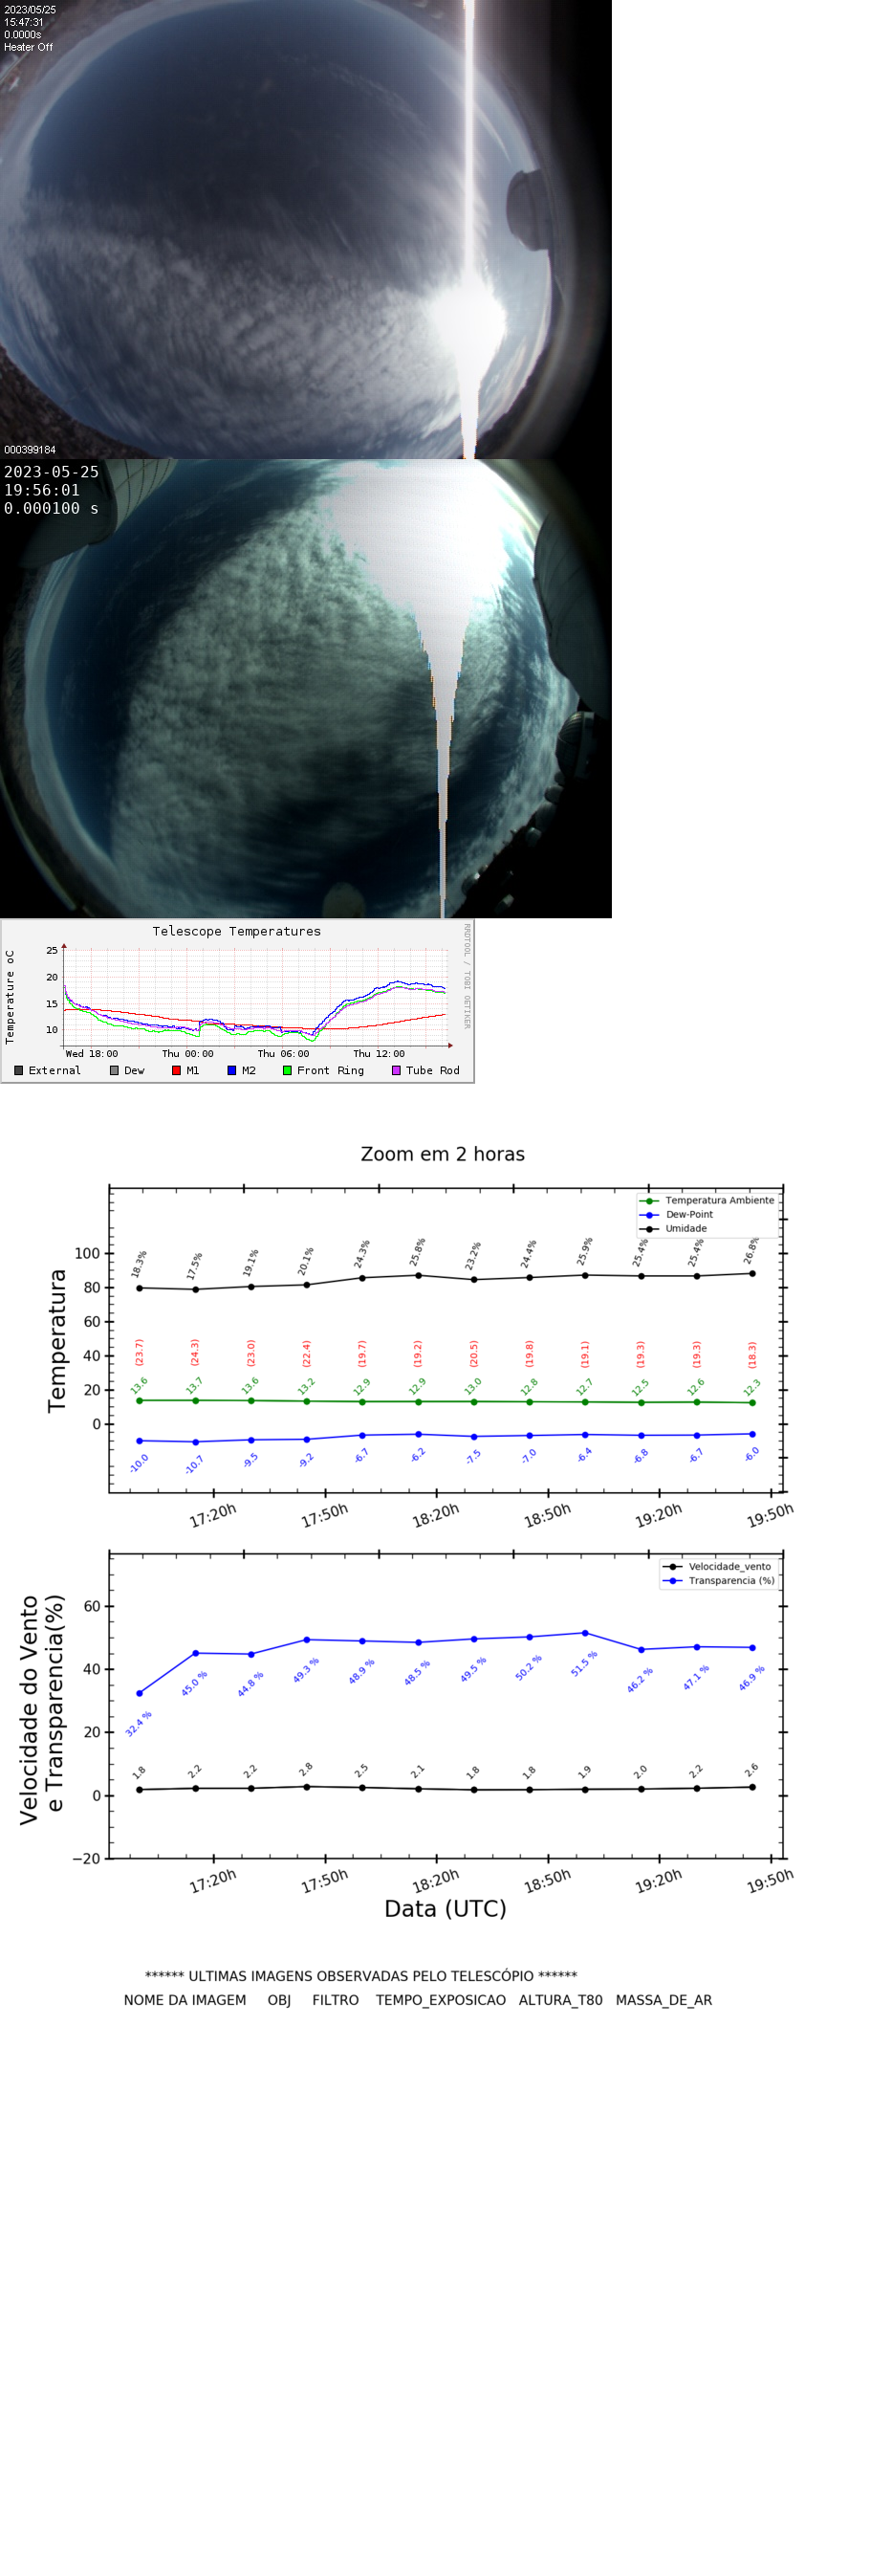 2023/05/25
15:47:31
0.0000s
Heater Off
000399184
2023-05-25
19:56:01
0.000100 s
Telescope Temperatures
RRDTOOL / TOBI OETIKER
Temperature oC
25
20
15
10
Wed 18:00 Thu 00:00 Thu 06:00 Thu 12:00
External Dew M1 M2 Front Ring Tube Rod
Zoom em 2 horas
Temperatura Ambiente
Dew-Point
Umidade
Temperatura
100
80
60
40
20
0
18.3% 17.5% 19.1% 20.1% 24.3% 25.8% 23.2% 24.4% 25.9% 25.4% 25.4% 26.8%
(23.7) (24.3) (23.0) (22.4) (19.7) (19.2) (20.5) (19.8) (19.1) (19.3) (19.3) (18.3)
13.6 13.7 13.6 13.2 12.9 12.9 13.0 12.8 12.7 12.5 12.6 12.3
-10.0 -10.7 -9.5 -9.2 -6.7 -6.2 -7.5 -7.0 -6.4 -6.8 -6.7 -6.0
17:20h 17:50h 18:20h 18:50h 19:20h 19:50h
Velocidade_vento
Transparencia (%)
Velocidade do Vento
e Transparencia(%)
60
40
20
0
−20
32.4 % 45.0 % 44.8 % 49.3 % 48.9 % 48.5 % 49.5 % 50.2 % 51.5 % 46.2 % 47.1 % 46.9 %
1.8 2.2 2.2 2.8 2.5 2.1 1.8 1.8 1.9 2.0 2.2 2.6
17:20h 17:50h 18:20h 18:50h 19:20h 19:50h
Data (UTC)
****** ULTIMAS IMAGENS OBSERVADAS PELO TELESCÓPIO ******
NOME DA IMAGEM OBJ FILTRO TEMPO_EXPOSICAO ALTURA_T80 MASSA_DE_AR